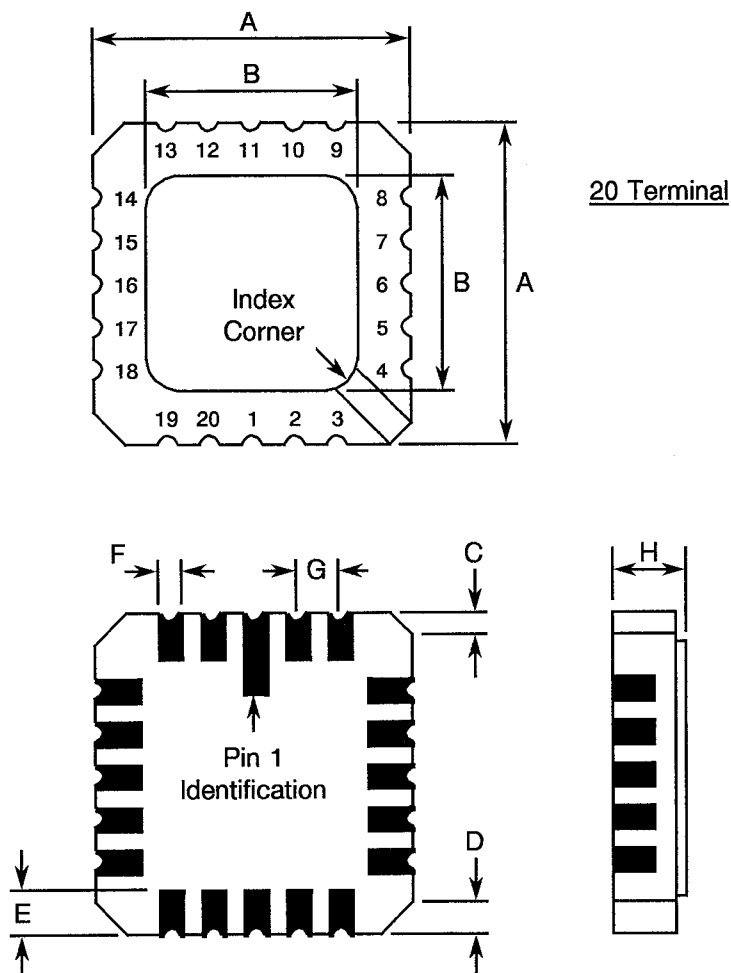 A
B
13 12 11 10 9
14 8
15 7
16 6
17 5
18 4
19 20 1 2 3
Index
Corner
B
A
20 Terminal
F
G
C
H
Pin 1
Identification
D
E